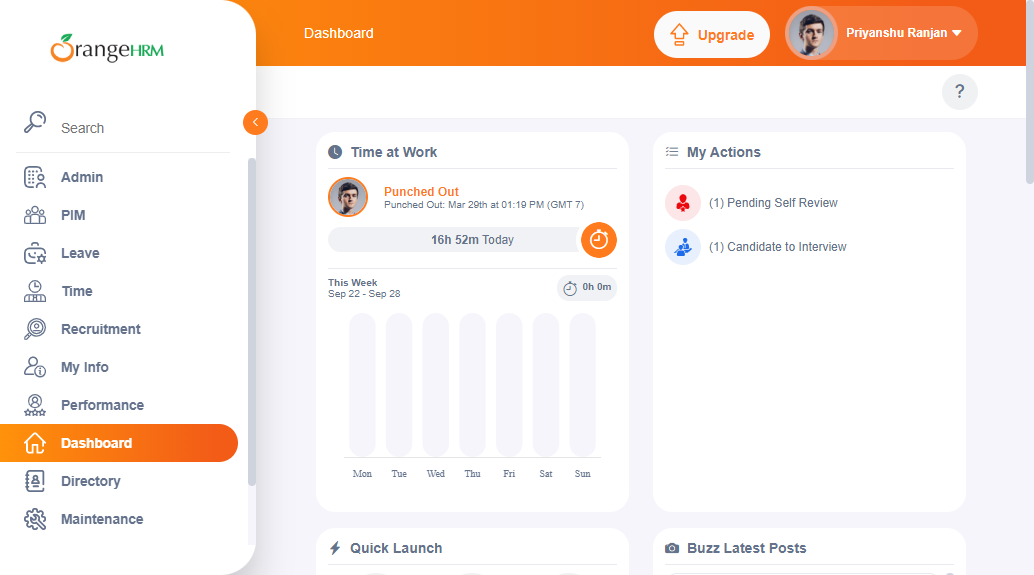 OrangeHRM
Search
Admin
PIM
Leave
Time
Recruitment
My Info
Performance
Dashboard
Directory
Maintenance
Dashboard
Upgrade
Priyanshu Ranjan
?
Time at Work
Punched Out
Punched Out: Mar 29th at 01:19 PM (GMT 7)
16h 52m Today
This Week
Sep 22 - Sep 28
0h 0m
Mon Tue Wed Thu Fri Sat Sun
My Actions
(1) Pending Self Review
(1) Candidate to Interview
Quick Launch
Buzz Latest Posts